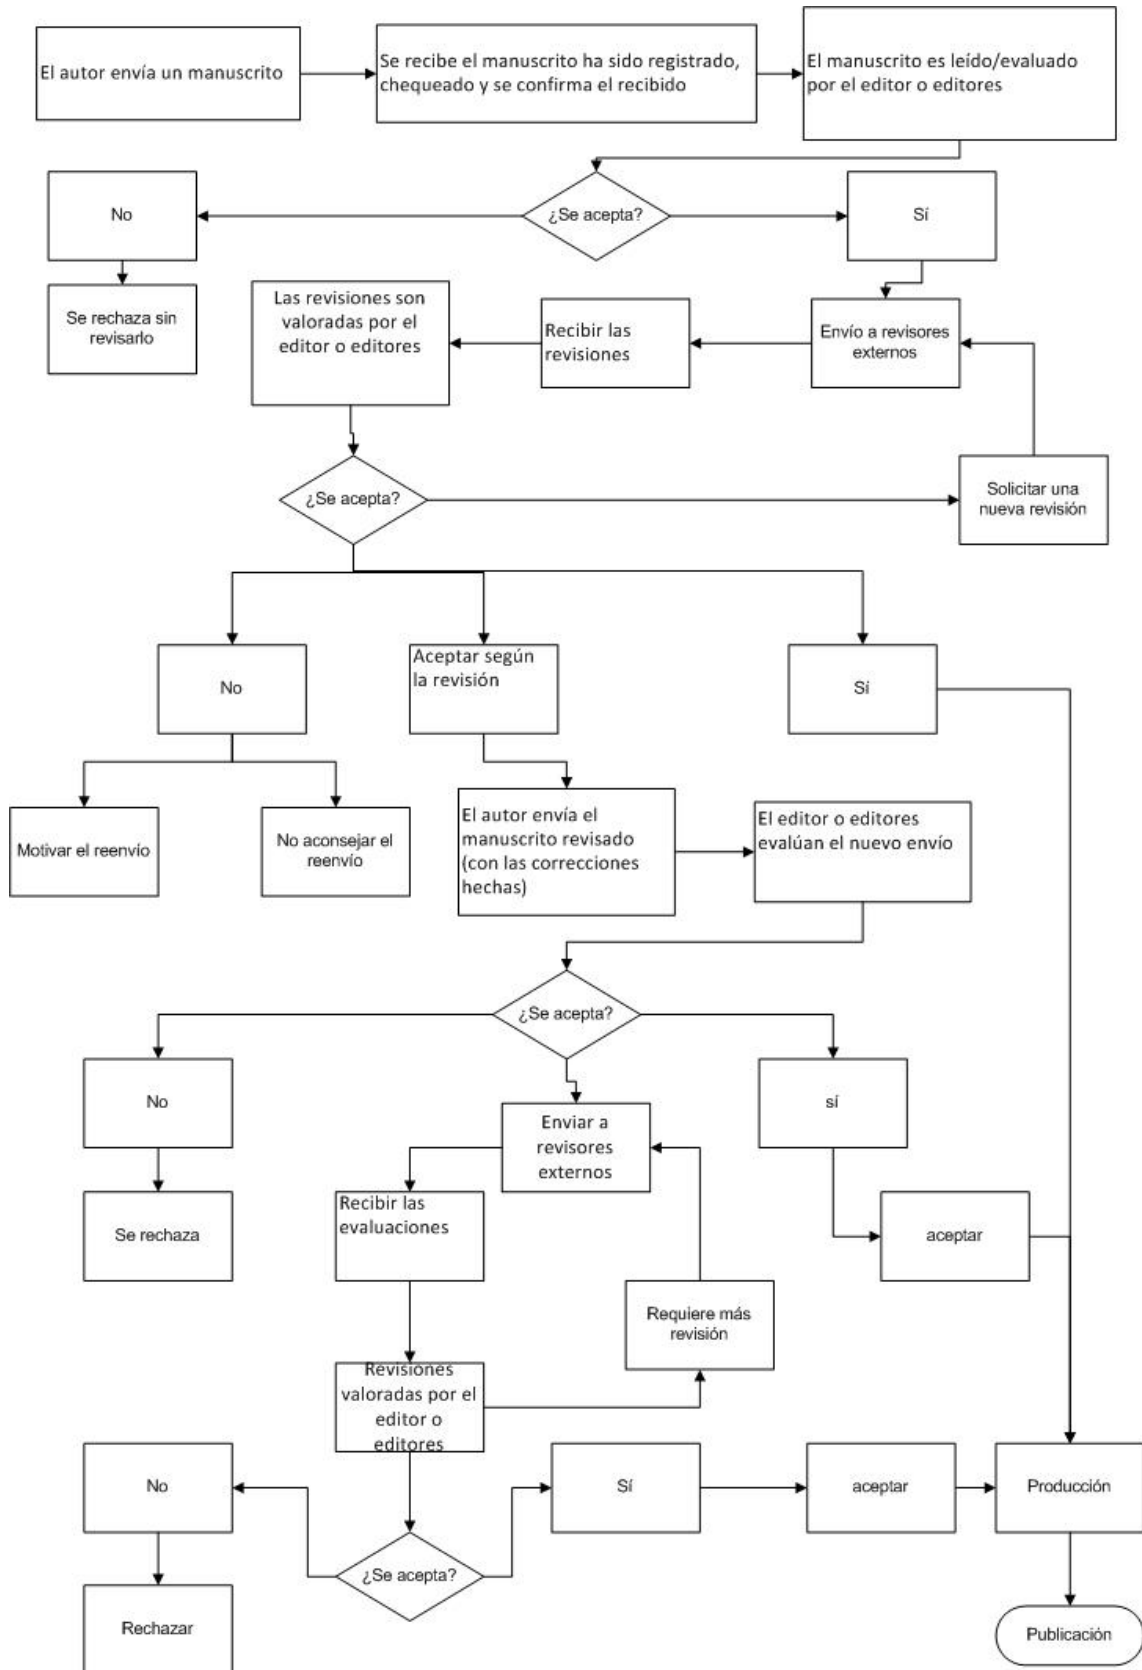 El autor envía un manuscrito
Se recibe el manuscrito ha sido registrado,
chequeado y se confirma el recibido
El manuscrito es leído/evaluado
por el editor o editores
No
¿Se acepta?
Sí
Se rechaza sin
revisarlo
Las revisiones son
valoradas por el
editor o editores
Recibir las
revisiones
Envío a revisores
externos
¿Se acepta?
Solicitar una
nueva revisión
No
Aceptar según
la revisión
Sí
Motivar el reenvío
No aconsejar el
reenvío
El autor envía el
manuscrito revisado
(con las correcciones
hechas)
El editor o editores
evalúan el nuevo envío
¿Se acepta?
No
sí
Enviar a
revisores
externos
Se rechaza
Recibir las
evaluaciones
aceptar
Requiere más
revisión
Revisiones
valoradas por el
editor o
editores
No
Sí
aceptar
Producción
¿Se acepta?
Rechazar
Publicación